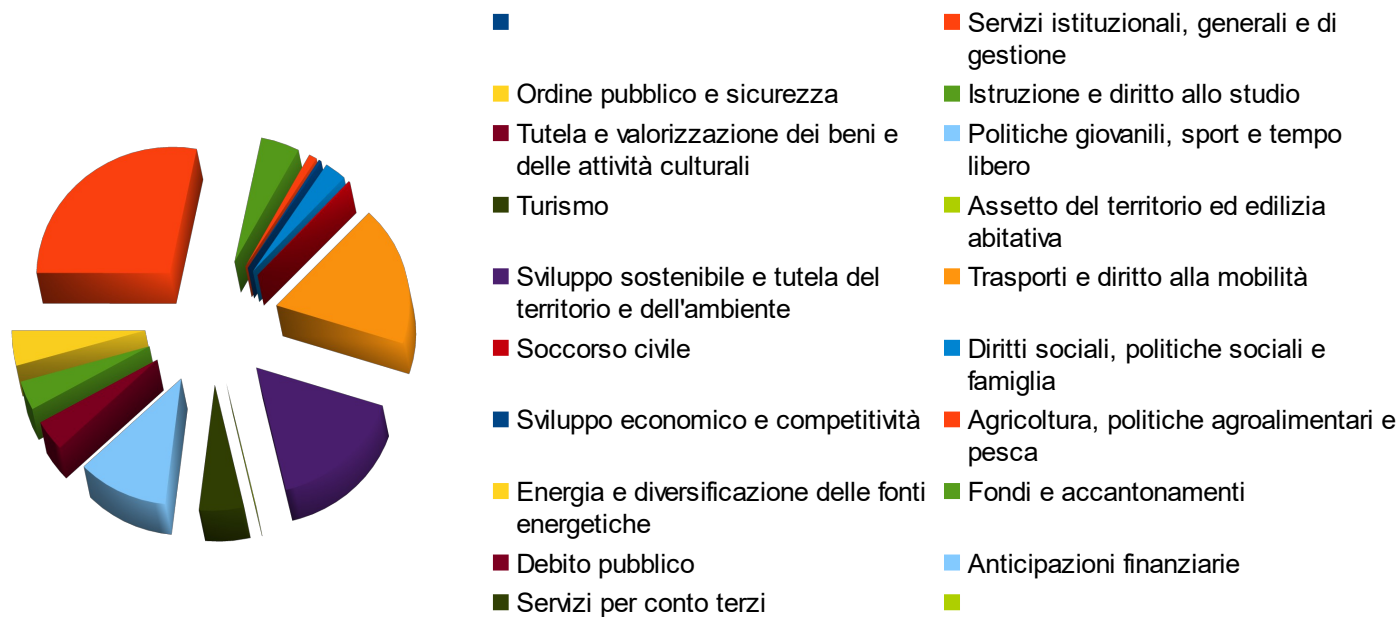 Servizi istituzionali, generali e di
gestione
Ordine pubblico e sicurezza
Istruzione e diritto allo studio
Tutela e valorizzazione dei beni e
delle attività culturali
Politiche giovanili, sport e tempo
libero
Turismo
Assetto del territorio ed edilizia
abitativa
Sviluppo sostenibile e tutela del
territorio e dell'ambiente
Trasporti e diritto alla mobilità
Soccorso civile
Diritti sociali, politiche sociali e
famiglia
Sviluppo economico e competitività
Agricoltura, politiche agroalimentari e
pesca
Energia e diversificazione delle fonti
energetiche
Fondi e accantonamenti
Debito pubblico
Anticipazioni finanziarie
Servizi per conto terzi